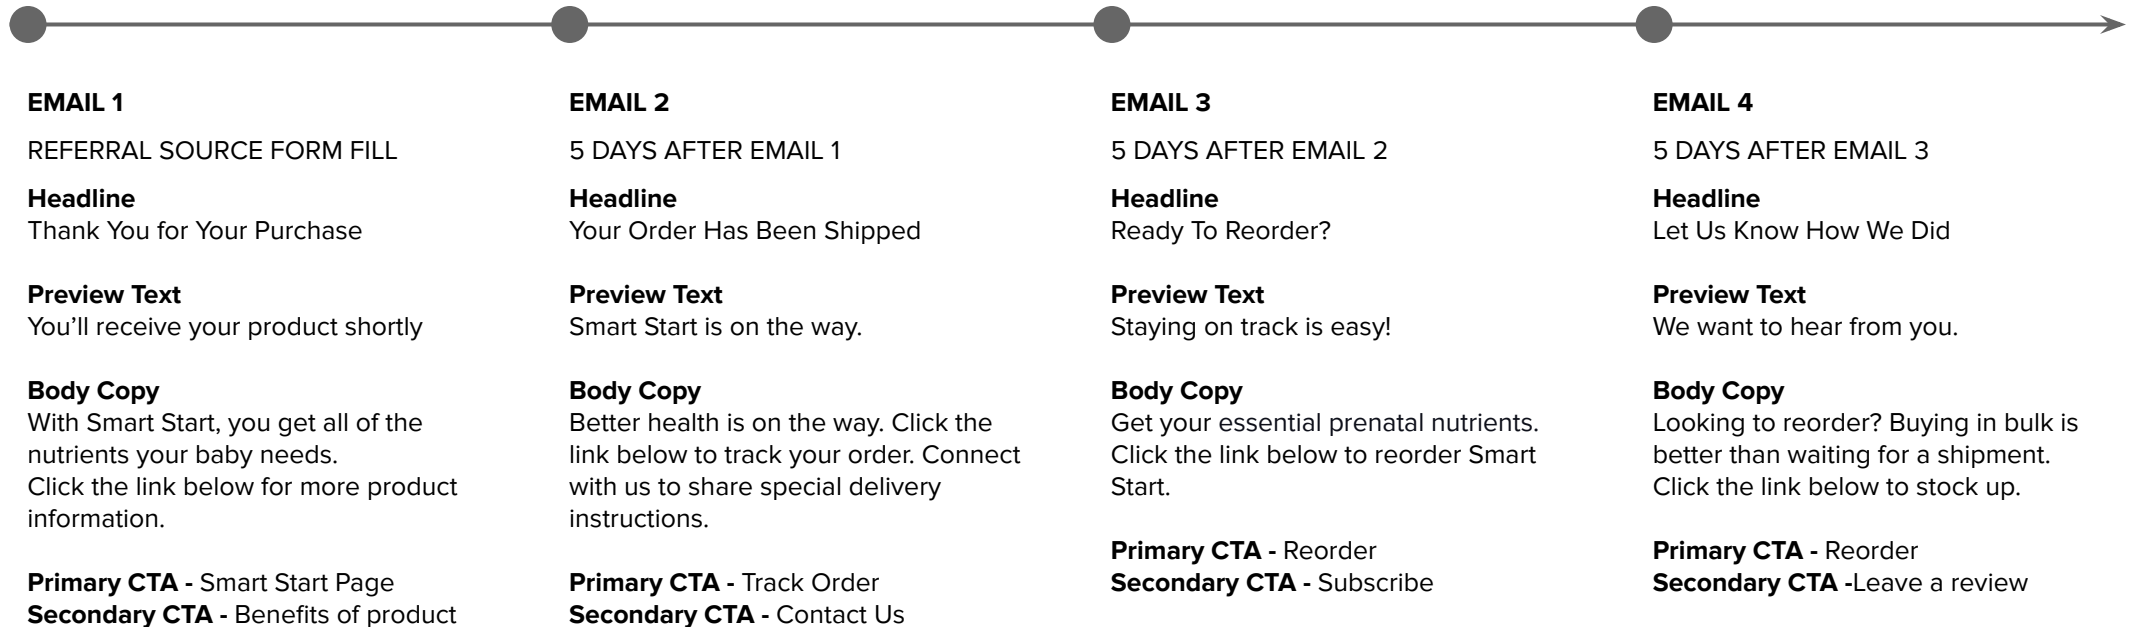 EMAIL 1
REFERRAL SOURCE FORM FILL
Headline
Thank You for Your Purchase
Preview Text
You’ll receive your product shortly
Body Copy
With Smart Start, you get all of the
nutrients your baby needs.
Click the link below for more product
information.
Primary CTA - Smart Start Page
Secondary CTA - Benefits of product
EMAIL 2
5 DAYS AFTER EMAIL 1
Headline
Your Order Has Been Shipped
Preview Text
Smart Start is on the way.
Body Copy
Better health is on the way. Click the
link below to track your order. Connect
with us to share special delivery
instructions.
Primary CTA - Track Order
Secondary CTA - Contact Us
EMAIL 3
5 DAYS AFTER EMAIL 2
Headline
Ready To Reorder?
Preview Text
Staying on track is easy!
Body Copy
Get your essential prenatal nutrients.
Click the link below to reorder Smart
Start.
Primary CTA - Reorder
Secondary CTA - Subscribe
EMAIL 4
5 DAYS AFTER EMAIL 3
Headline
Let Us Know How We Did
Preview Text
We want to hear from you.
Body Copy
Looking to reorder? Buying in bulk is
better than waiting for a shipment.
Click the link below to stock up.
Primary CTA - Reorder
Secondary CTA -Leave a review